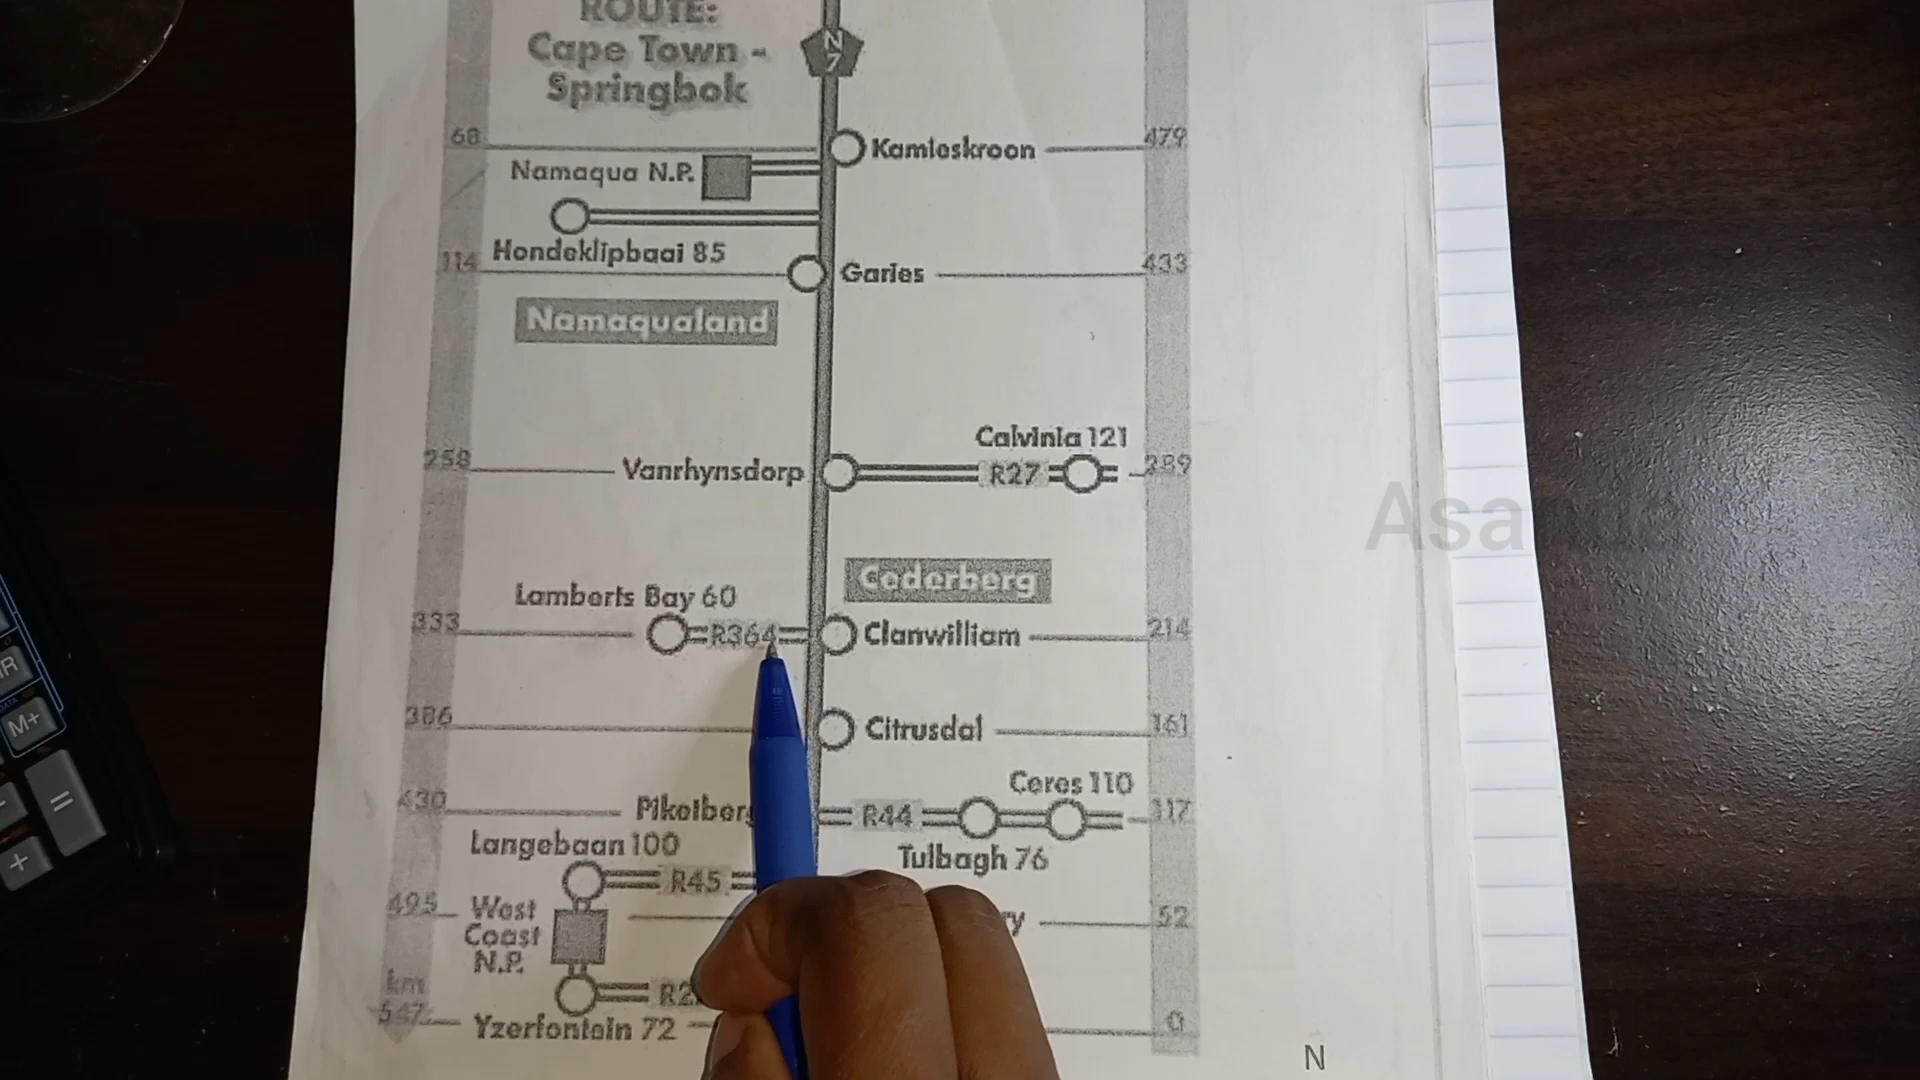 ROUTE:
Cape Town -
Springbok
N
7
68
Kamieskroon
479
Namaqua N.P.
Hondeklipbaai 85
114
Garies
433
Namaqualand
Calvinia 121
258
Vanrhynsdorp
R27
289
Cederberg
Lamberts Bay 60
333
R364
Clanwilliam
214
386
Citrusdal
161
Ceres 110
430
R44
117
Langebaan 100
Tulbagh 76
R45
495
West
Coast
N.P.
52
km
547
Yzerfontein 72
0
N
M+
=
+